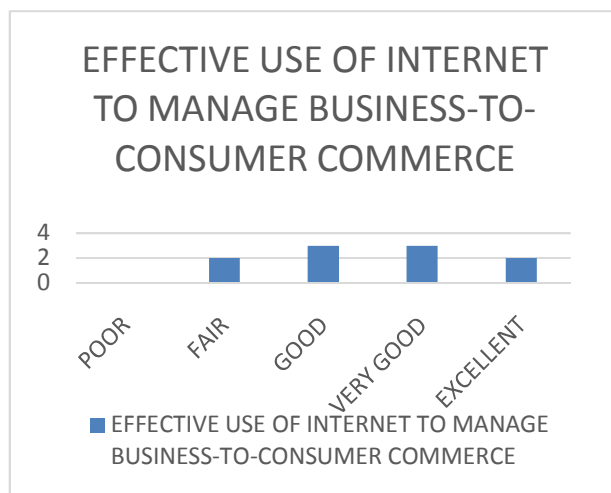 EFFECTIVE USE OF INTERNET
TO MANAGE BUSINESS-TO-
CONSUMER COMMERCE
4
2
0
POOR
FAIR
GOOD
VERY GOOD
EXCELLENT
EFFECTIVE USE OF INTERNET TO MANAGE
BUSINESS-TO-CONSUMER COMMERCE